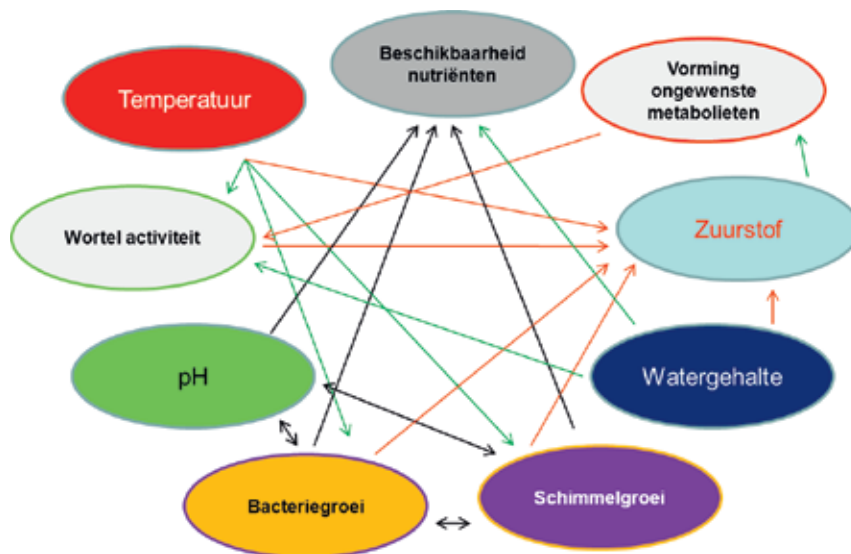 Beschikbaarheid
nutriënten
Temperatuur
Vorming
ongewenste
metabolieten
Wortel activiteit
Zuurstof
pH
Watergehalte
Bacteriegroei
Schimmelgroei